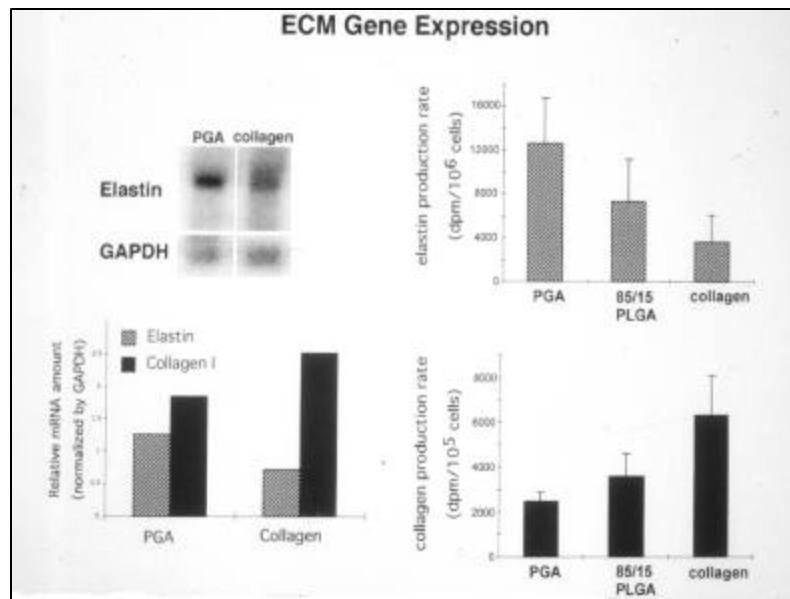 ECM Gene Expression
PGA collagen
Elastin
GAPDH
elastin production rate
(dpm/10⁶ cells)
16000
12000
8000
4000
0
PGA
85/15
PLGA
collagen
Relative mRNA amount
(normalized by GAPDH)
Elastin
Collagen I
PGA
Collagen
collagen production rate
(dpm/10⁵ cells)
8000
6000
4000
2000
0
PGA
85/15
PLGA
collagen